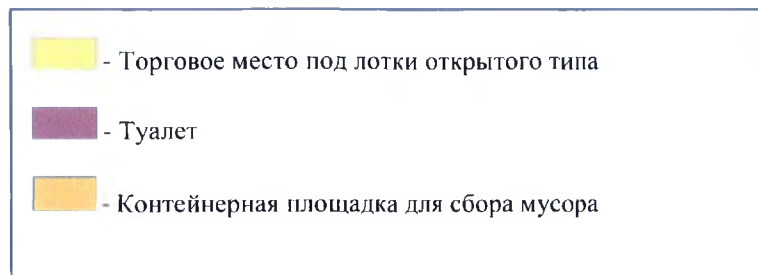 - Торговое место под лотки открытого типа
- Туалет
- Контейнерная площадка для сбора мусора